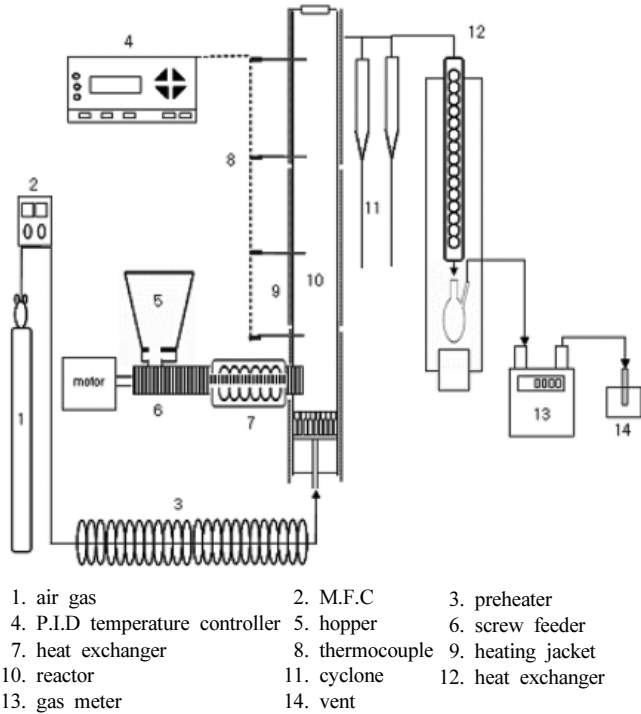 4
12
8
2
11
10
9
5
motor
6
7
1
0000
13
14
3
1. air gas 2. M.F.C 3. preheater
4. P.I.D temperature controller 5. hopper 6. screw feeder
7. heat exchanger 8. thermocouple 9. heating jacket
10. reactor 11. cyclone 12. heat exchanger
13. gas meter 14. vent